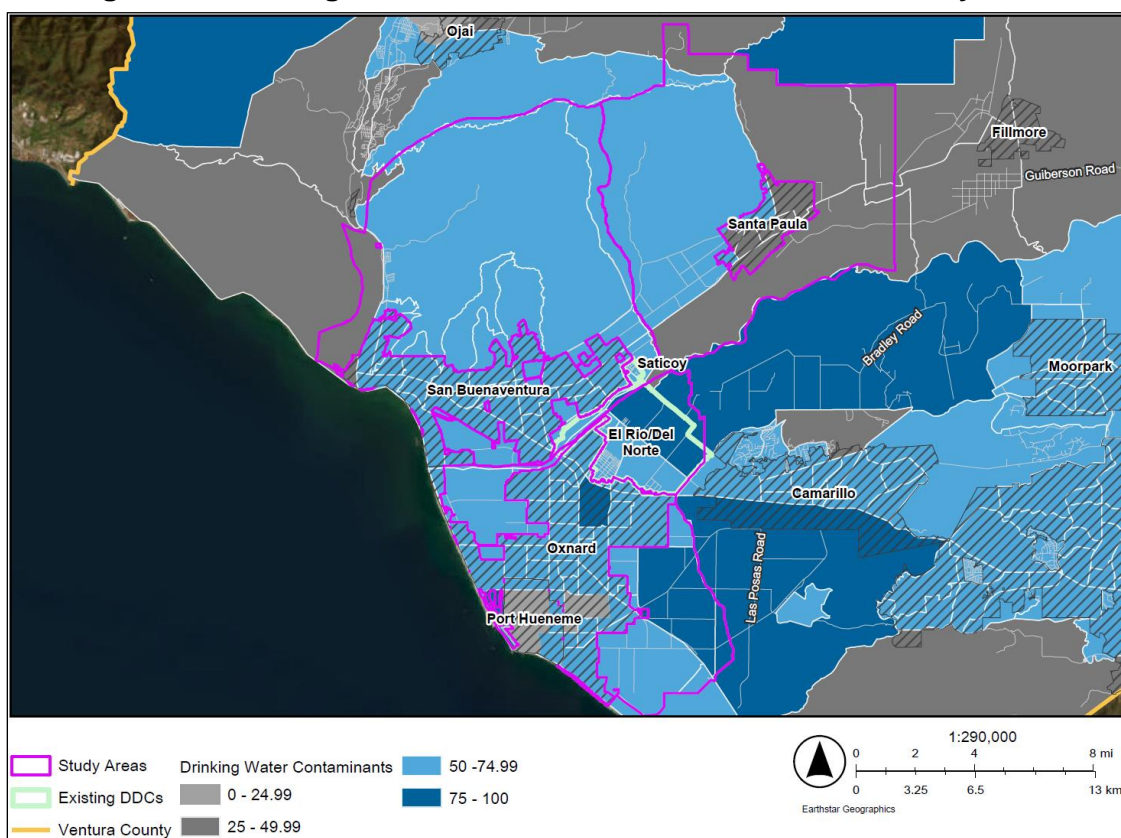 Ojai
Fillmore
Guiberson Road
Santa Paula
Bradley Road
Moorpark
Saticoy
San Buenaventura
El Rio/Del
Norte
Camarillo
Oxnard
Las Posas Road
Port Hueneme
Study Areas
Existing DDCs
Ventura County
Drinking Water Contaminants
0 - 24.99
25 - 49.99
50 -74.99
75 - 100
1:290,000
0 2 4 8 mi
0 3.25 6.5 13 km
Earthstar Geographics